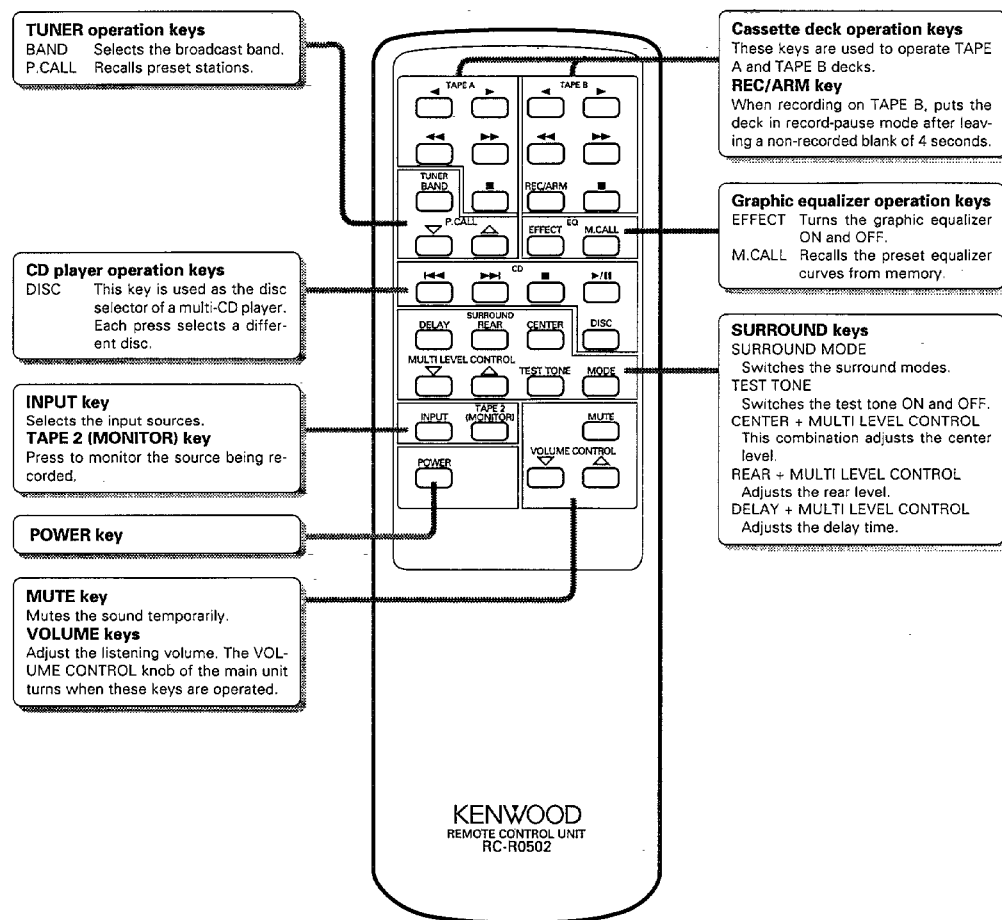 TUNER operation keys
BAND Selects the broadcast band.
P.CALL Recalls preset stations.
CD player operation keys
DISC This key is used as the disc
selector of a multi-CD player.
Each press selects a differ-
ent disc.
INPUT key
Selects the input sources.
TAPE 2 (MONITOR) key
Press to monitor the source being re-
corded.
POWER key
MUTE key
Mutes the sound temporarily.
VOLUME keys
Adjust the listening volume. The VOL-
UME CONTROL knob of the main unit
turns when these keys are operated.
TAPE A TAPE B
TUNER
BAND REC/ARM
P.CALL EQ
EFFECT M.CALL
CD
SURROUND
DELAY REAR CENTER DISC
MULTI LEVEL CONTROL
TEST TONE MODE
INPUT TAPE 2
(MONITOR) MUTE
VOLUME CONTROL
POWER
KENWOOD
REMOTE CONTROL UNIT
RC-R0502
Cassette deck operation keys
These keys are used to operate TAPE
A and TAPE B decks.
REC/ARM key
When recording on TAPE B, puts the
deck in record-pause mode after leav-
ing a non-recorded blank of 4 seconds.
Graphic equalizer operation keys
EFFECT Turns the graphic equalizer
ON and OFF.
M.CALL Recalls the preset equalizer
curves from memory.
SURROUND keys
SURROUND MODE
Switches the surround modes.
TEST TONE
Switches the test tone ON and OFF.
CENTER + MULTI LEVEL CONTROL
This combination adjusts the center
level.
REAR + MULTI LEVEL CONTROL
Adjusts the rear level.
DELAY + MULTI LEVEL CONTROL
Adjusts the delay time.